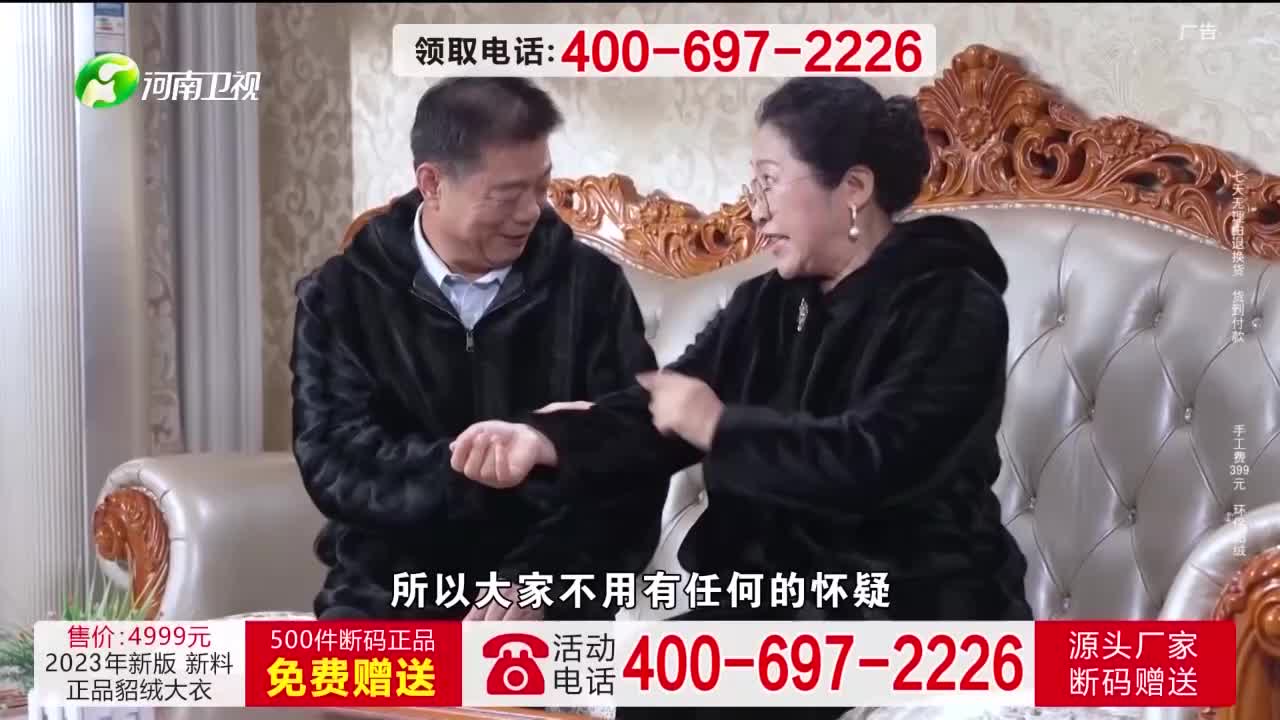 领取电话:400-697-2226
广告
河南卫视
七天无理由退换货 货到付款
手工费399元 环保貂绒
所以大家不用有任何的怀疑
售价:4999元
2023年新版 新料
正品貂绒大衣
500件断码正品
免费赠送
活动电话
400-697-2226
源头厂家
断码赠送